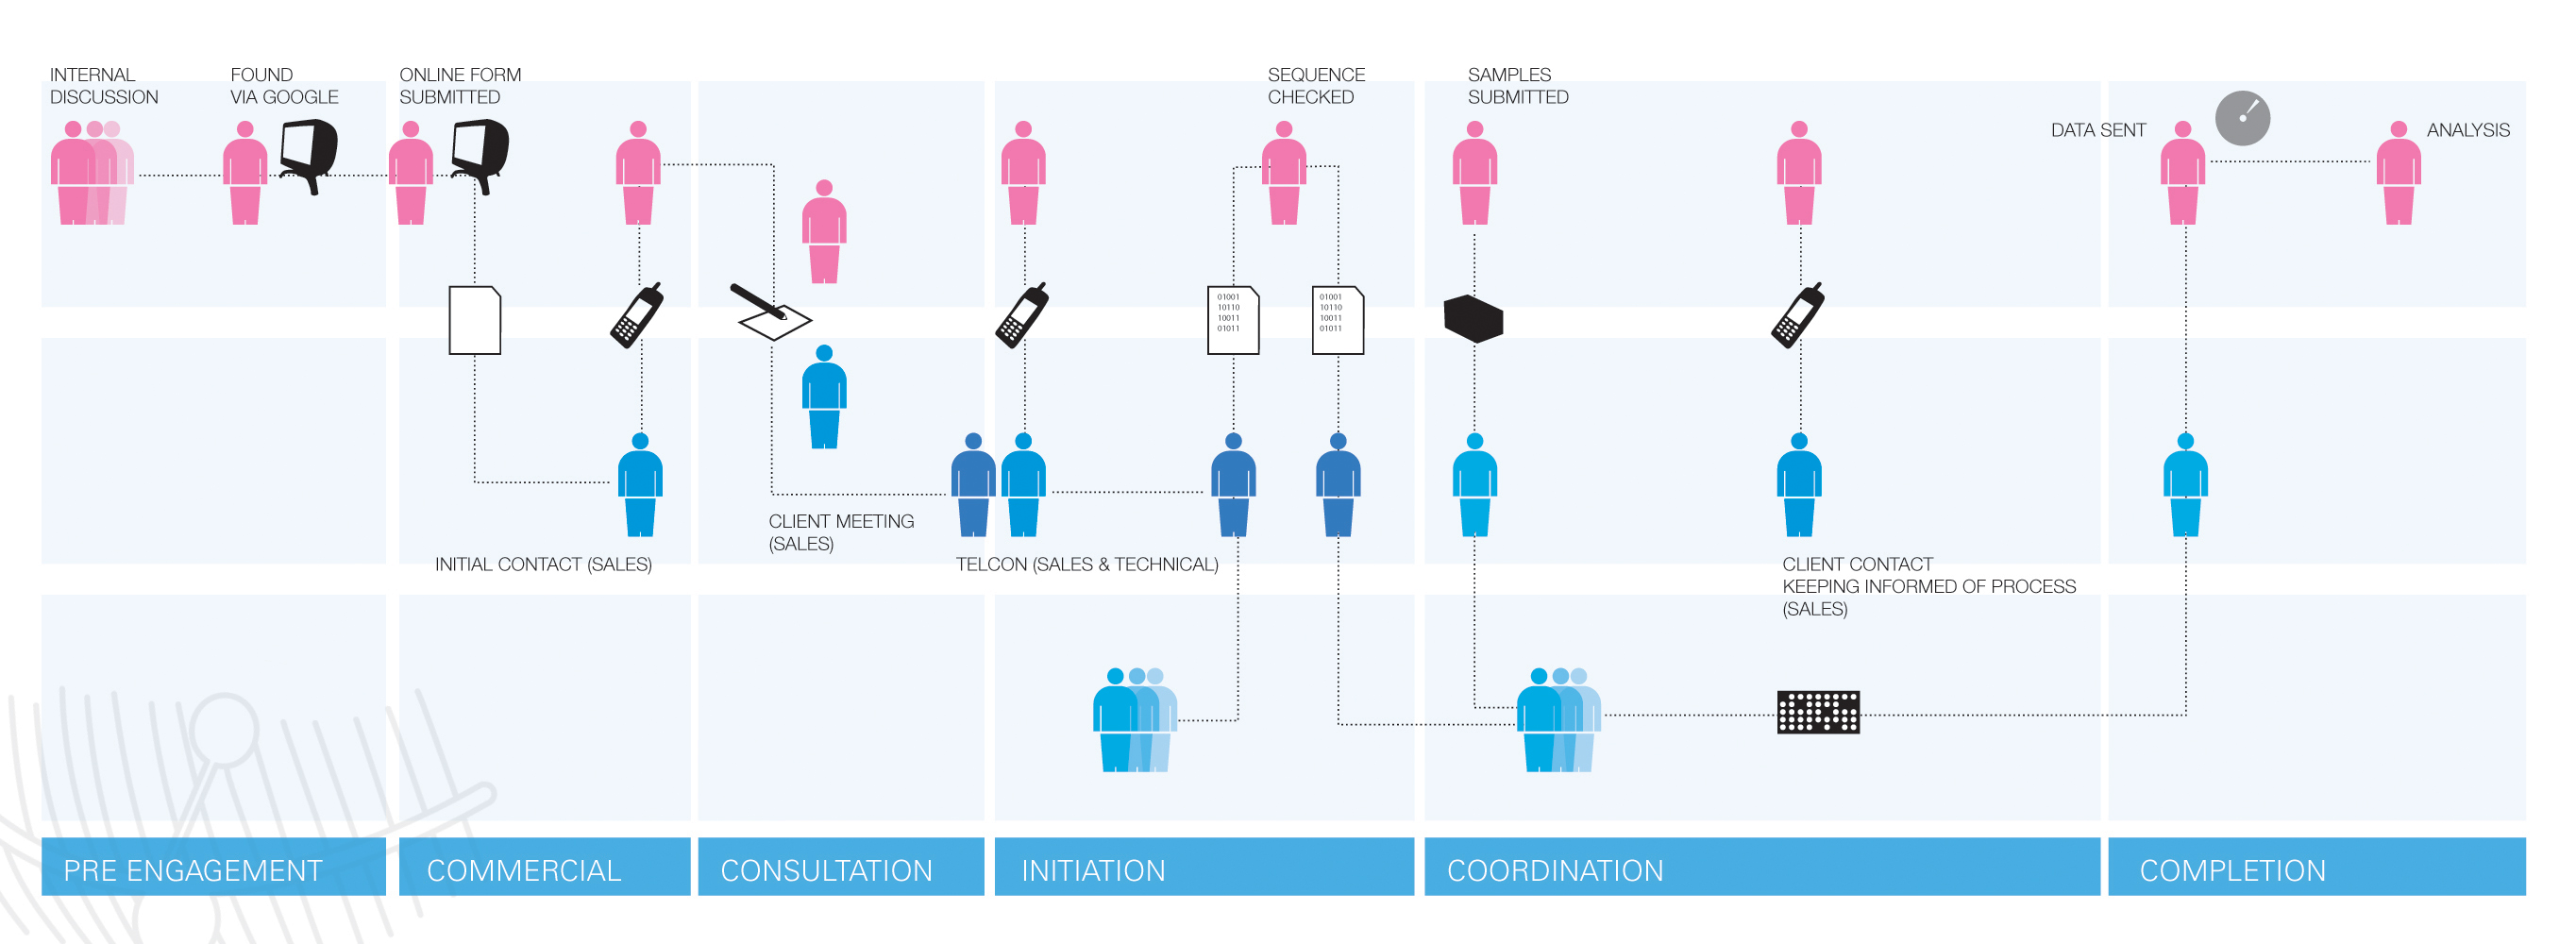 INTERNAL
DISCUSSION
FOUND
VIA GOOGLE
ONLINE FORM
SUBMITTED
SEQUENCE
CHECKED
SAMPLES
SUBMITTED
DATA SENT
ANALYSIS
01001
10110
10011
01011
01001
10110
10011
01011
CLIENT MEETING
(SALES)
INITIAL CONTACT (SALES)
TELCON (SALES & TECHNICAL)
CLIENT CONTACT
KEEPING INFORMED OF PROCESS
(SALES)
PRE ENGAGEMENT
COMMERCIAL
CONSULTATION
INITIATION
COORDINATION
COMPLETION